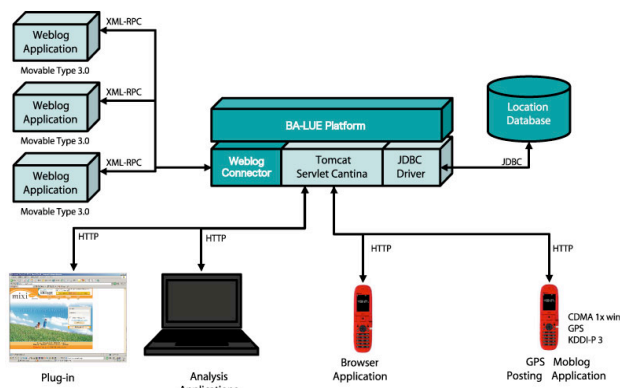 XML-RPC
Weblog
Application
Movable Type 3.0
XML-RPC
Weblog
Application
Movable Type 3.0
XML-RPC
Weblog
Application
Movable Type 3.0
BA-LUE Platform
Weblog
Connector
Tomcat
Servlet Cantina
JDBC
Driver
Location
Database
JDBC
HTTP
HTTP
HTTP
HTTP
mixi
CDMA 1x win
GPS
KDDI-P 3
Plug-in
Analysis
Applications
Browser
Application
GPS
Posting
Moblog
Application